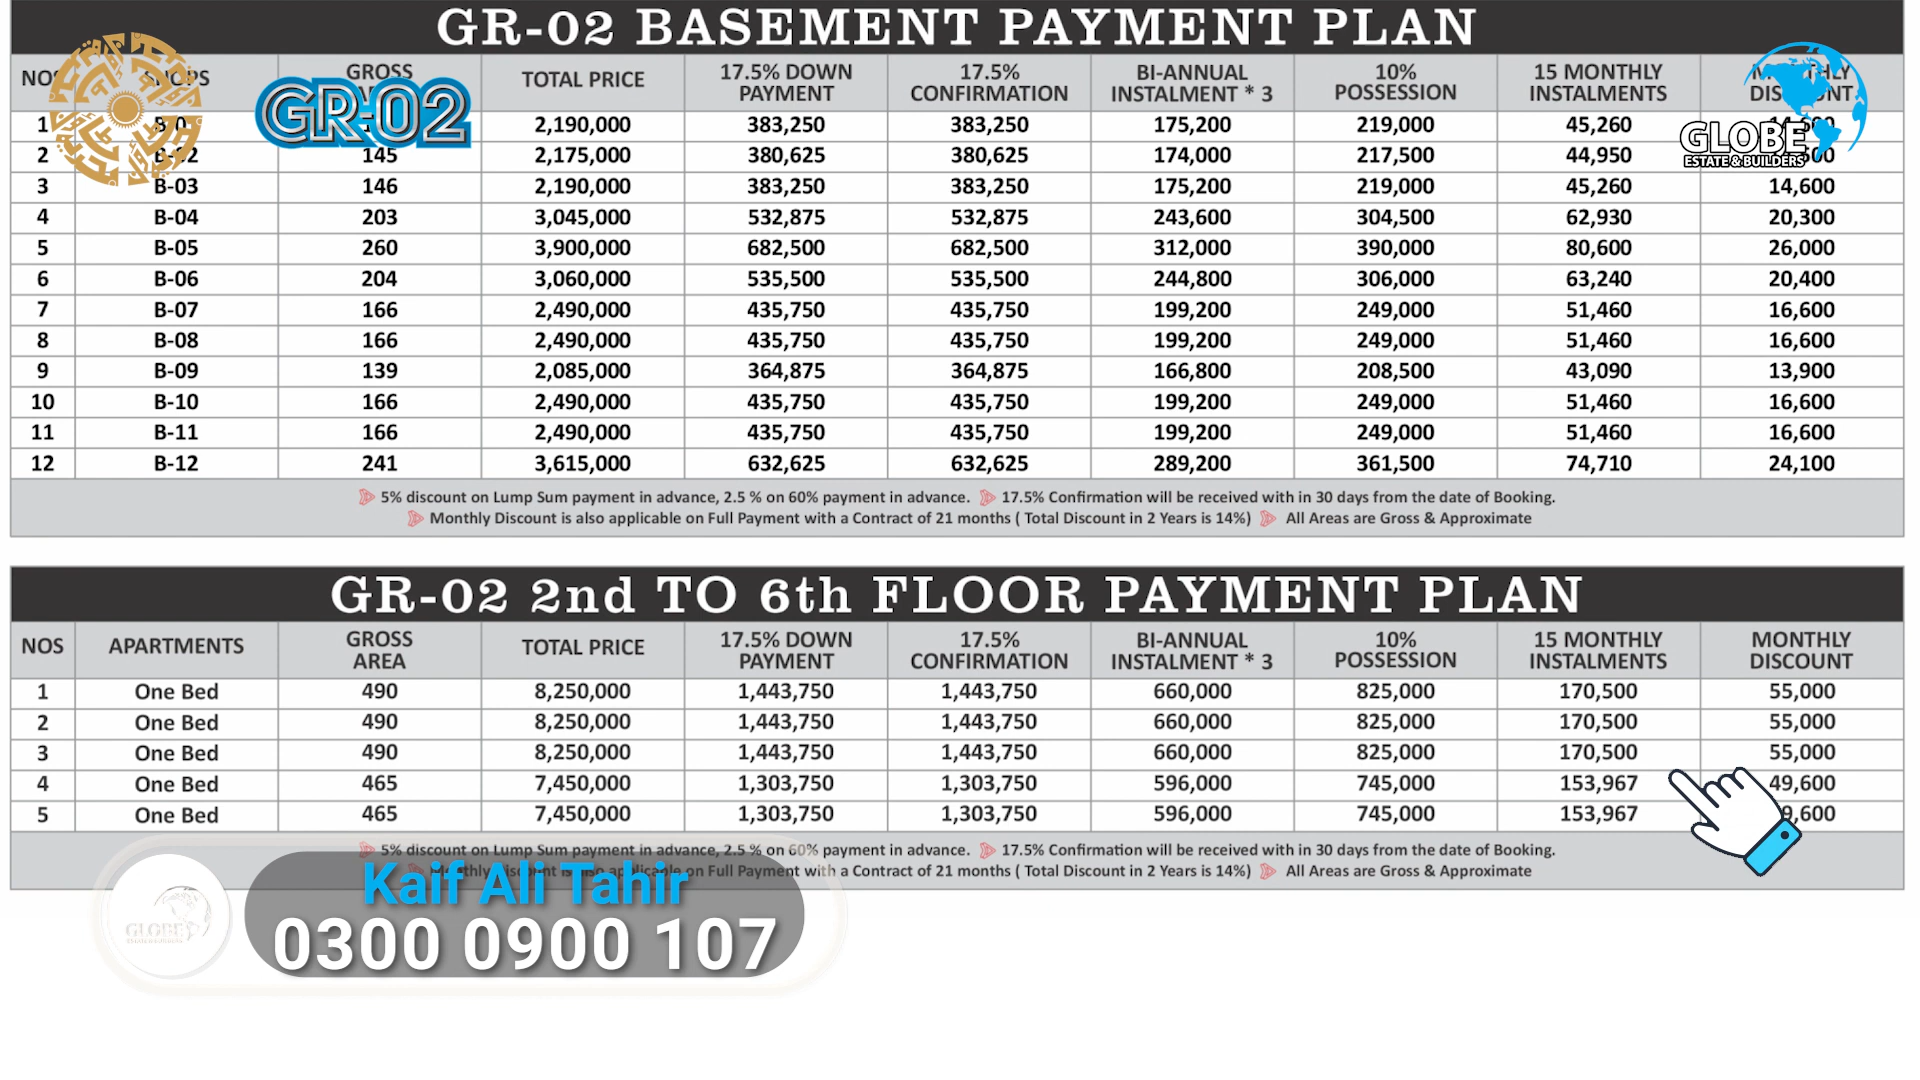 GR-02 BASEMENT PAYMENT PLAN
NOS SHOPS GROSS AREA TOTAL PRICE 17.5% DOWN PAYMENT 17.5% CONFIRMATION BI-ANNUAL INSTALMENT * 3 10% POSSESSION 15 MONTHLY INSTALMENTS MONTHLY DISCOUNT
GR-02
GLOBE
ESTATE & BUILDERS
1 2,190,000 383,250 383,250 175,200 219,000 45,260
2 B-02 145 2,175,000 380,625 380,625 174,000 217,500 44,950
3 B-03 146 2,190,000 383,250 383,250 175,200 219,000 45,260 14,600
4 B-04 203 3,045,000 532,875 532,875 243,600 304,500 62,930 20,300
5 B-05 260 3,900,000 682,500 682,500 312,000 390,000 80,600 26,000
6 B-06 204 3,060,000 535,500 535,500 244,800 306,000 63,240 20,400
7 B-07 166 2,490,000 435,750 435,750 199,200 249,000 51,460 16,600
8 B-08 166 2,490,000 435,750 435,750 199,200 249,000 51,460 16,600
9 B-09 139 2,085,000 364,875 364,875 166,800 208,500 43,090 13,900
10 B-10 166 2,490,000 435,750 435,750 199,200 249,000 51,460 16,600
11 B-11 166 2,490,000 435,750 435,750 199,200 249,000 51,460 16,600
12 B-12 241 3,615,000 632,625 632,625 289,200 361,500 74,710 24,100
5% discount on Lump Sum payment in advance, 2.5 % on 60% payment in advance. 17.5% Confirmation will be received with in 30 days from the date of Booking.
Monthly Discount is also applicable on Full Payment with a Contract of 21 months ( Total Discount in 2 Years is 14%) All Areas are Gross & Approximate
GR-02 2nd TO 6th FLOOR PAYMENT PLAN
NOS APARTMENTS GROSS AREA TOTAL PRICE 17.5% DOWN PAYMENT 17.5% CONFIRMATION BI-ANNUAL INSTALMENT * 3 10% POSSESSION 15 MONTHLY INSTALMENTS MONTHLY DISCOUNT
1 One Bed 490 8,250,000 1,443,750 1,443,750 660,000 825,000 170,500 55,000
2 One Bed 490 8,250,000 1,443,750 1,443,750 660,000 825,000 170,500 55,000
3 One Bed 490 8,250,000 1,443,750 1,443,750 660,000 825,000 170,500 55,000
4 One Bed 465 7,450,000 1,303,750 1,303,750 596,000 745,000 153,967 49,600
5 One Bed 465 7,450,000 1,303,750 1,303,750 596,000 745,000 153,967
5% discount on Lump Sum payment in advance, 2.5 % on 60% payment in advance. 17.5% Confirmation will be received with in 30 days from the date of Booking.
Monthly Discount is also applicable on Full Payment with a Contract of 21 months ( Total Discount in 2 Years is 14%) All Areas are Gross & Approximate
Kaif Ali Tahir
0300 0900 107
GLOBE